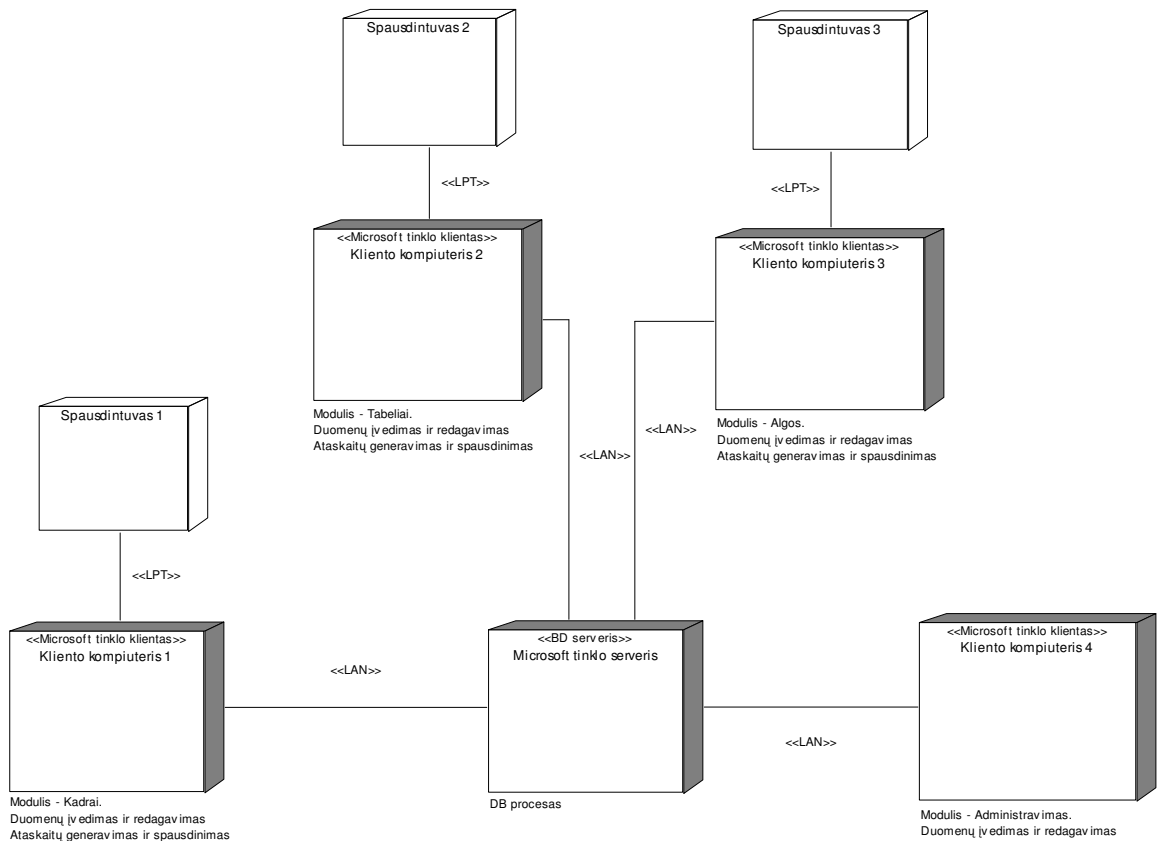 Spausdintuvas 2
Spausdintuvas 3
<<LPT>>
<<LPT>>
<<Microsoft tinklo klientas>>
Kliento kompiuteris 2
<<Microsoft tinklo klientas>>
Kliento kompiuteris 3
Modulis - Tabeliai.
Duomenų įvedimas ir redagavimas
Ataskaitų generavimas ir spausdinimas
Modulis - Algos.
Duomenų įvedimas ir redagavimas
Ataskaitų generavimas ir spausdinimas
<<LAN>>
<<LAN>>
Spausdintuvas 1
<<LPT>>
<<Microsoft tinklo klientas>>
Kliento kompiuteris 1
<<LAN>>
<<BD serveris>>
Microsoft tinklo serveris
<<Microsoft tinklo klientas>>
Kliento kompiuteris 4
<<LAN>>
Modulis - Kadrai.
Duomenų įvedimas ir redagavimas
Ataskaitų generavimas ir spausdinimas
DB procesas
Modulis - Administravimas.
Duomenų įvedimas ir redagavimas